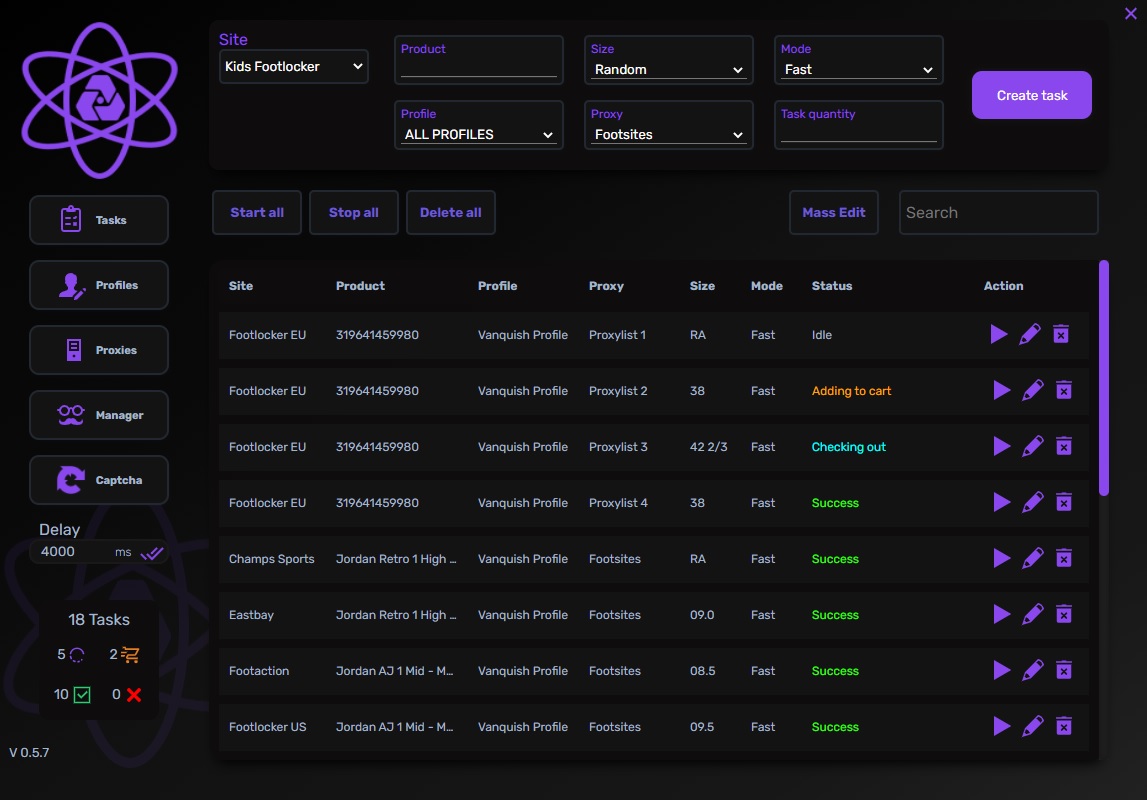 Site
Kids Footlocker
Product
Size
Random
Mode
Fast
Create task
Profile
ALL PROFILES
Proxy
Footsites
Task quantity
Tasks
Profiles
Proxies
Manager
Captcha
Delay
4000 ms
18 Tasks
5 2
10 0
V 0.5.7
Start all Stop all Delete all Mass Edit Search
Site Product Profile Proxy Size Mode Status Action
Footlocker EU 319641459980 Vanquish Profile Proxylist 1 RA Fast Idle
Footlocker EU 319641459980 Vanquish Profile Proxylist 2 38 Fast Adding to cart
Footlocker EU 319641459980 Vanquish Profile Proxylist 3 42 2/3 Fast Checking out
Footlocker EU 319641459980 Vanquish Profile Proxylist 4 38 Fast Success
Champs Sports Jordan Retro 1 High ... Vanquish Profile Footsites RA Fast Success
Eastbay Jordan Retro 1 High ... Vanquish Profile Footsites 09.0 Fast Success
Footaction Jordan AJ 1 Mid - M... Vanquish Profile Footsites 08.5 Fast Success
Footlocker US Jordan AJ 1 Mid - M... Vanquish Profile Footsites 09.5 Fast Success